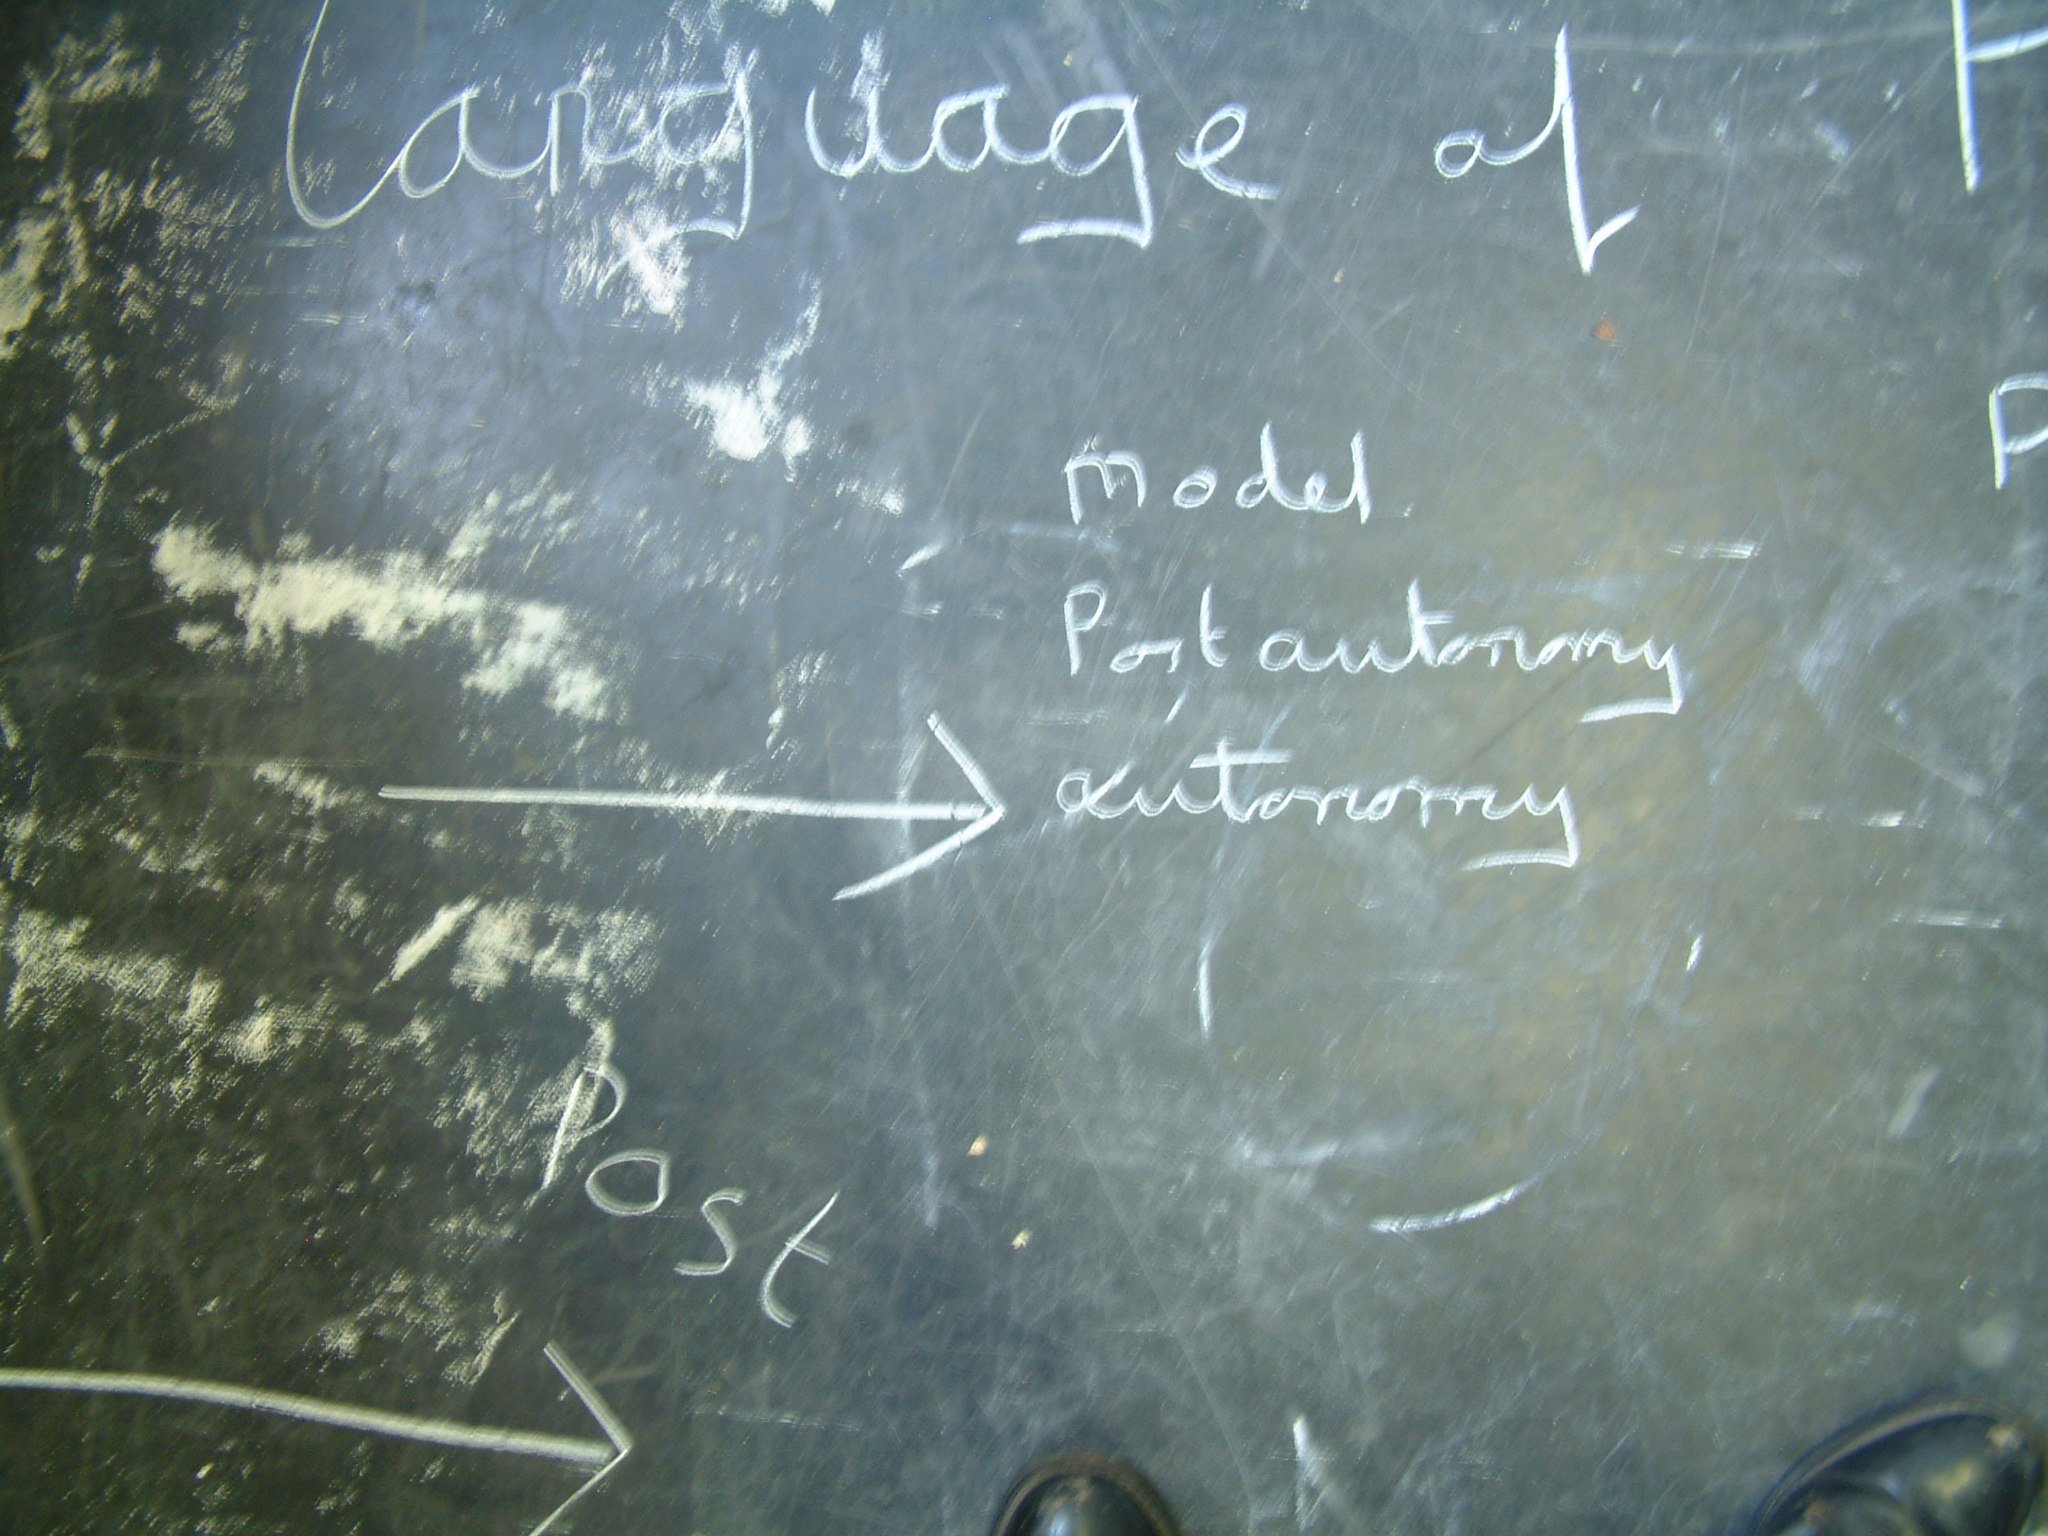 Language of P
P
Model
Post autonomy
autonomy
Post